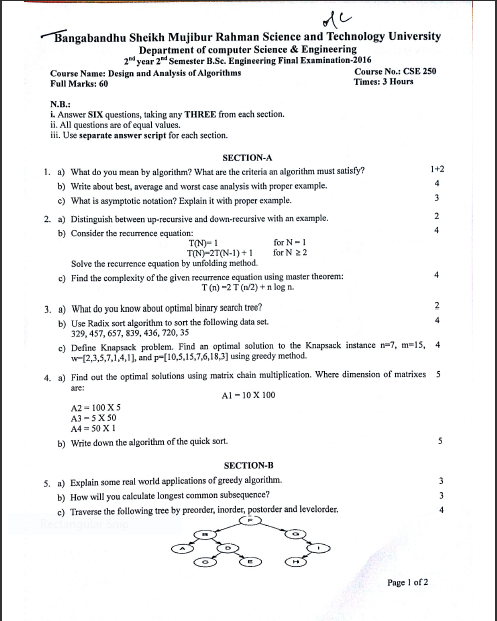 Bangabandhu Sheikh Mujibur Rahman Science and Technology University
Department of computer Science & Engineering
2nd year 2nd Semester B.Sc. Engineering Final Examination-2016
Course Name: Design and Analysis of Algorithms Course No.: CSE 250
Full Marks: 60 Times: 3 Hours
N.B.:
i. Answer SIX questions, taking any THREE from each section.
ii. All questions are of equal values.
iii. Use separate answer script for each section.
SECTION-A
1. a) What do you mean by algorithm? What are the criteria an algorithm must satisfy? 1+2
b) Write about best, average and worst case analysis with proper example. 4
c) What is asymptotic notation? Explain it with proper example. 3
2. a) Distinguish between up-recursive and down-recursive with an example. 2
b) Consider the recurrence equation: 4
T(N)= 1 for N = 1
T(N)=2T(N-1) + 1 for N ≥ 2
Solve the recurrence equation by unfolding method.
c) Find the complexity of the given recurrence equation using master theorem: 4
T (n) =2 T (n/2) + n log n.
3. a) What do you know about optimal binary search tree? 2
b) Use Radix sort algorithm to sort the following data set. 4
329, 457, 657, 839, 436, 720, 35
c) Define Knapsack problem. Find an optimal solution to the Knapsack instance n=7, m=15, 4
w=[2,3,5,7,1,4,1], and p=[10,5,15,7,6,18,3] using greedy method.
4. a) Find out the optimal solutions using matrix chain multiplication. Where dimension of matrixes 5
are:
A1 = 10 X 100
A2 = 100 X 5
A3 = 5 X 50
A4 = 50 X 1
b) Write down the algorithm of the quick sort. 5
SECTION-B
5. a) Explain some real world applications of greedy algorithm. 3
b) How will you calculate longest common subsequence? 3
c) Traverse the following tree by preorder, inorder, postorder and levelorder. 4
F
B G
A D I
C E H
Page 1 of 2